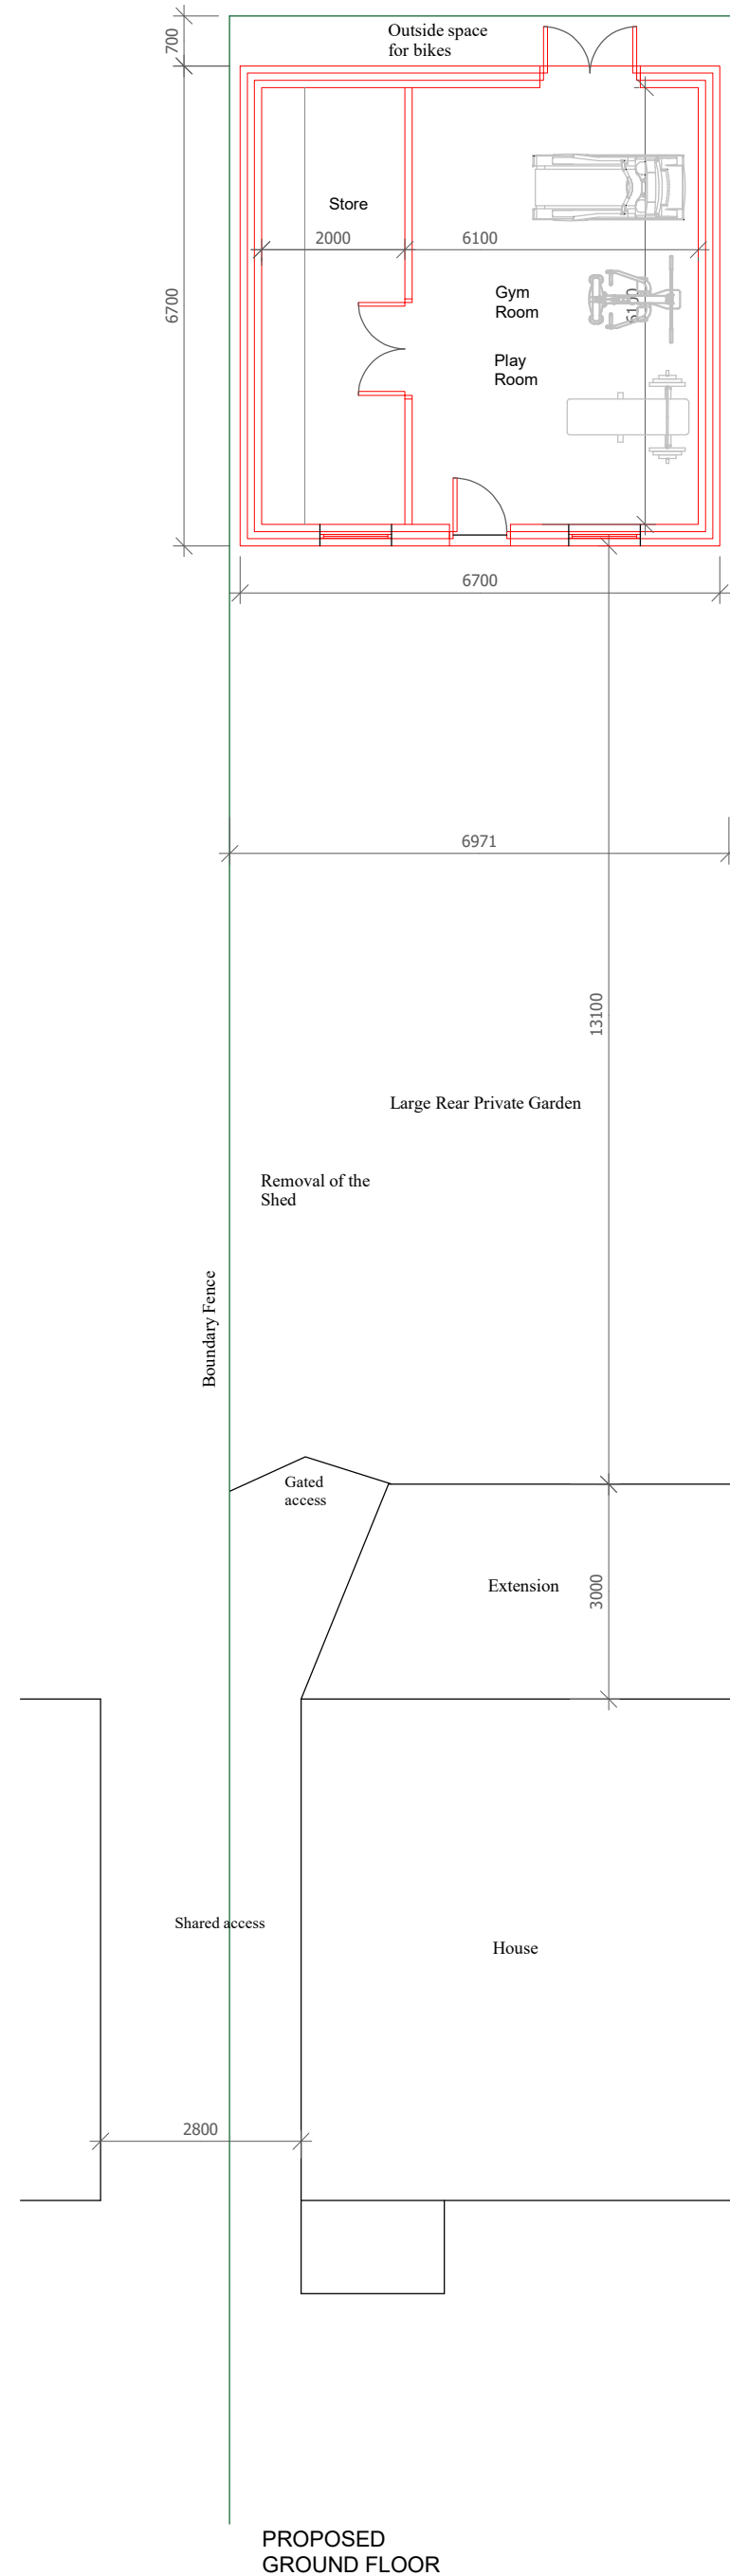 Outside space
for bikes
700
Store
2000
6100
6700
Gym
Room
6100
Play
Room
6700
6971
13100
Large Rear Private Garden
Removal of the
Shed
Boundary Fence
Gated
access
Extension
3000
Shared access
House
2800
PROPOSED
GROUND FLOOR